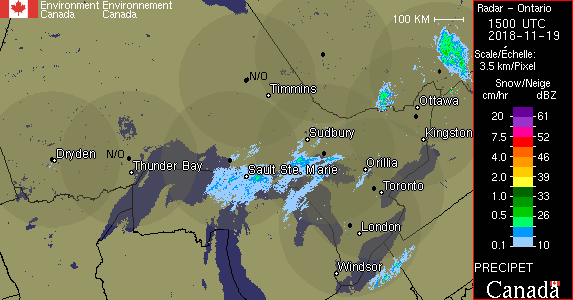 Environment Environnement
Canada Canada
100 KM
N/O
Timmins
Ottawa
Sudbury
Kingston
Dryden
N/O
Thunder Bay
Sault Ste. Marie
Orillia
Toronto
London
Windsor
Radar - Ontario
1500 UTC
2018-11-19
Scale/Échelle:
3.5 km/Pixel
Snow/Neige
cm/hr dBZ
20 61
7.5 52
4.0 46
2.0 39
1.0 33
0.5 26
0.2 18
0.1 10
PRECIPET
Canada